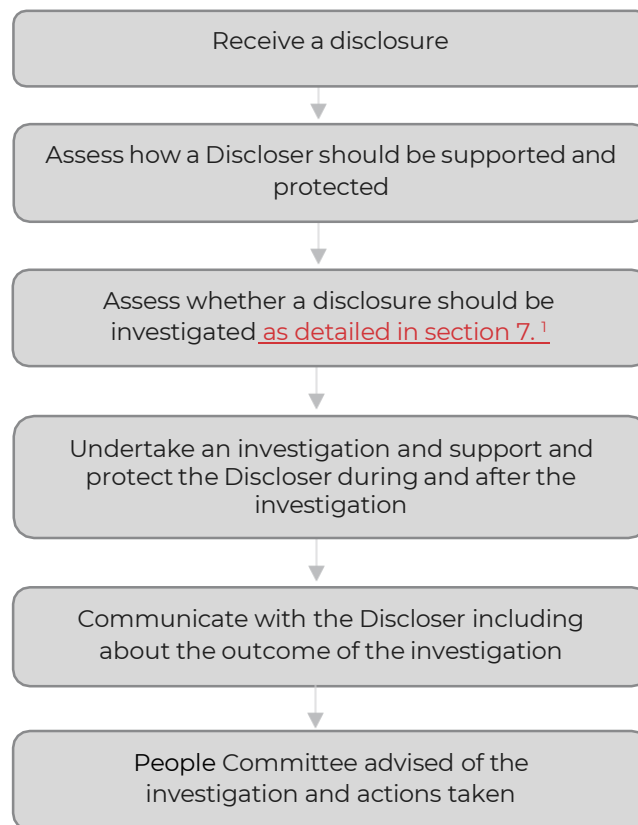 Receive a disclosure
Assess how a Discloser should be supported and
protected
Assess whether a disclosure should be
investigated as detailed in section 7. ¹
Undertake an investigation and support and
protect the Discloser during and after the
investigation
Communicate with the Discloser including
about the outcome of the investigation
People Committee advised of the
investigation and actions taken